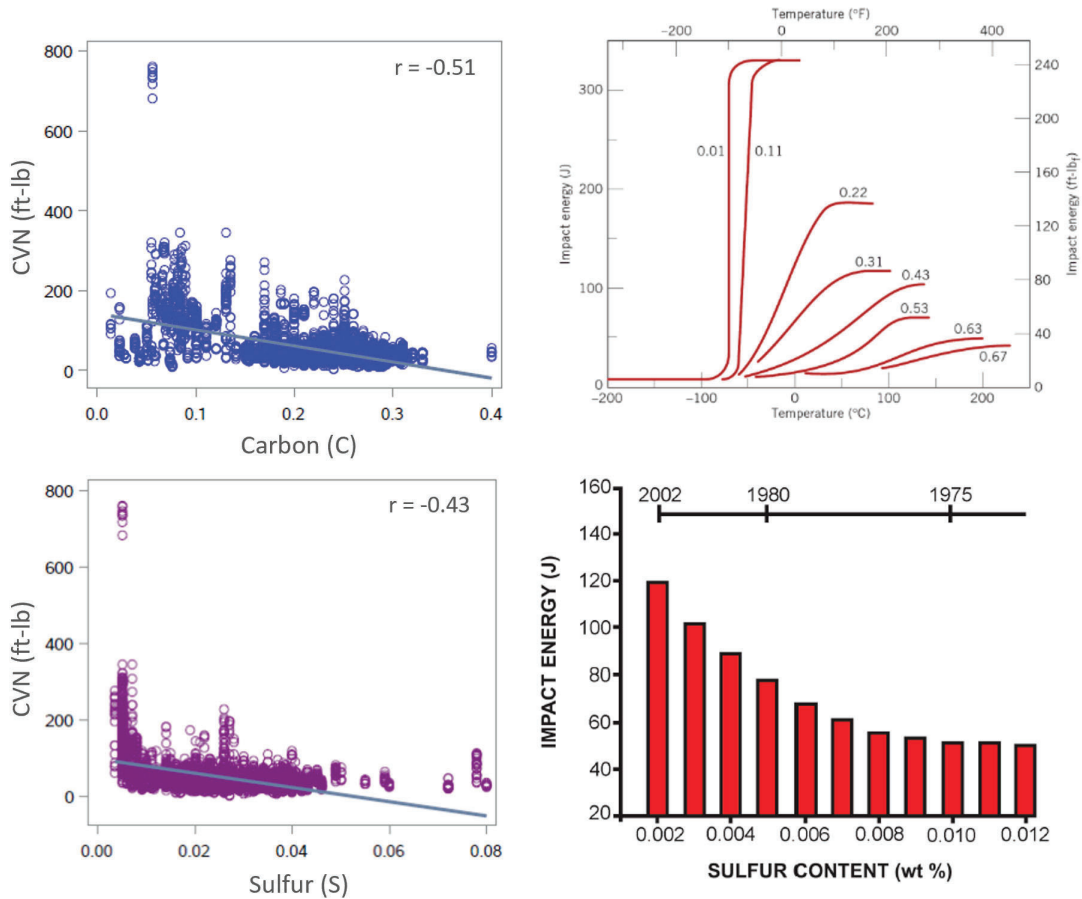 800
600
400
200
0
CVN (ft-lb)
r = -0.51
0.0 0.1 0.2 0.3 0.4
Carbon (C)
Temperature (°F)
−200 0 200 400
300
200
100
0
Impact energy (J)
240
200
160
120
80
40
0
Impact energy (ft-lbf)
0.01
0.11
0.22
0.31
0.43
0.53
0.63
0.67
−200 −100 0 100 200
Temperature (°C)
800
600
400
200
0
CVN (ft-lb)
r = -0.43
0.00 0.02 0.04 0.06 0.08
Sulfur (S)
160
140
120
100
80
60
40
20
IMPACT ENERGY (J)
2002 1980 1975
0.002 0.004 0.006 0.008 0.010 0.012
SULFUR CONTENT (wt %)